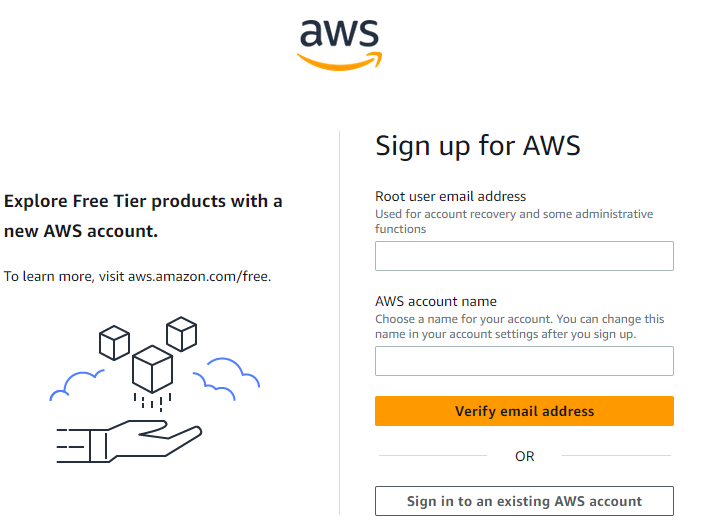 aws
Explore Free Tier products with a
new AWS account.
To learn more, visit aws.amazon.com/free.
Sign up for AWS
Root user email address
Used for account recovery and some administrative
functions
AWS account name
Choose a name for your account. You can change this
name in your account settings after you sign up.
Verify email address
OR
Sign in to an existing AWS account